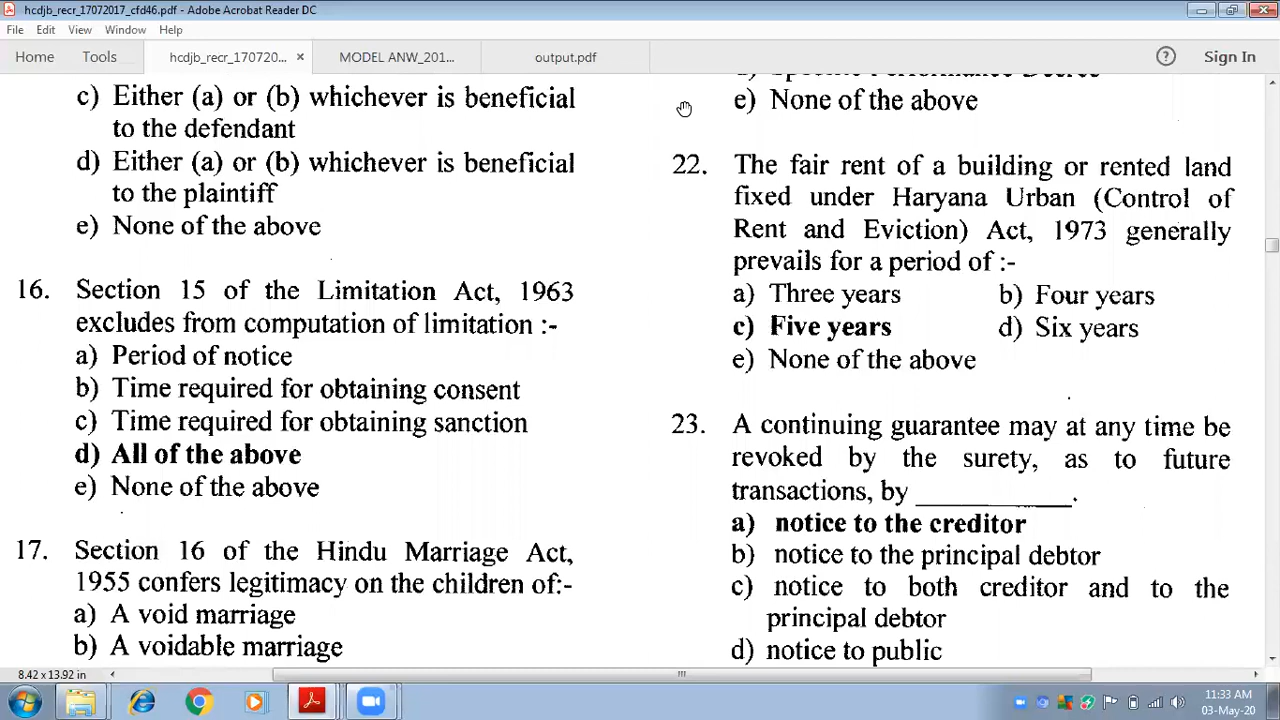 hcdjb_recr_17072017_cfd46.pdf - Adobe Acrobat Reader DC
File Edit View Window Help
Home Tools hcdjb_recr_170720... × MODEL ANW_201... output.pdf ? Sign In
c) Either (a) or (b) whichever is beneficial
to the defendant
d) Either (a) or (b) whichever is beneficial
to the plaintiff
e) None of the above
16. Section 15 of the Limitation Act, 1963
excludes from computation of limitation :-
a) Period of notice
b) Time required for obtaining consent
c) Time required for obtaining sanction
d) All of the above
e) None of the above
17. Section 16 of the Hindu Marriage Act,
1955 confers legitimacy on the children of:-
a) A void marriage
b) A voidable marriage
e) None of the above
22. The fair rent of a building or rented land
fixed under Haryana Urban (Control of
Rent and Eviction) Act, 1973 generally
prevails for a period of :-
a) Three years b) Four years
c) Five years d) Six years
e) None of the above
23. A continuing guarantee may at any time be
revoked by the surety, as to future
transactions, by ____________.
a) notice to the creditor
b) notice to the principal debtor
c) notice to both creditor and to the
principal debtor
d) notice to public
8.42 x 13.92 in
11:33 AM
03-May-20